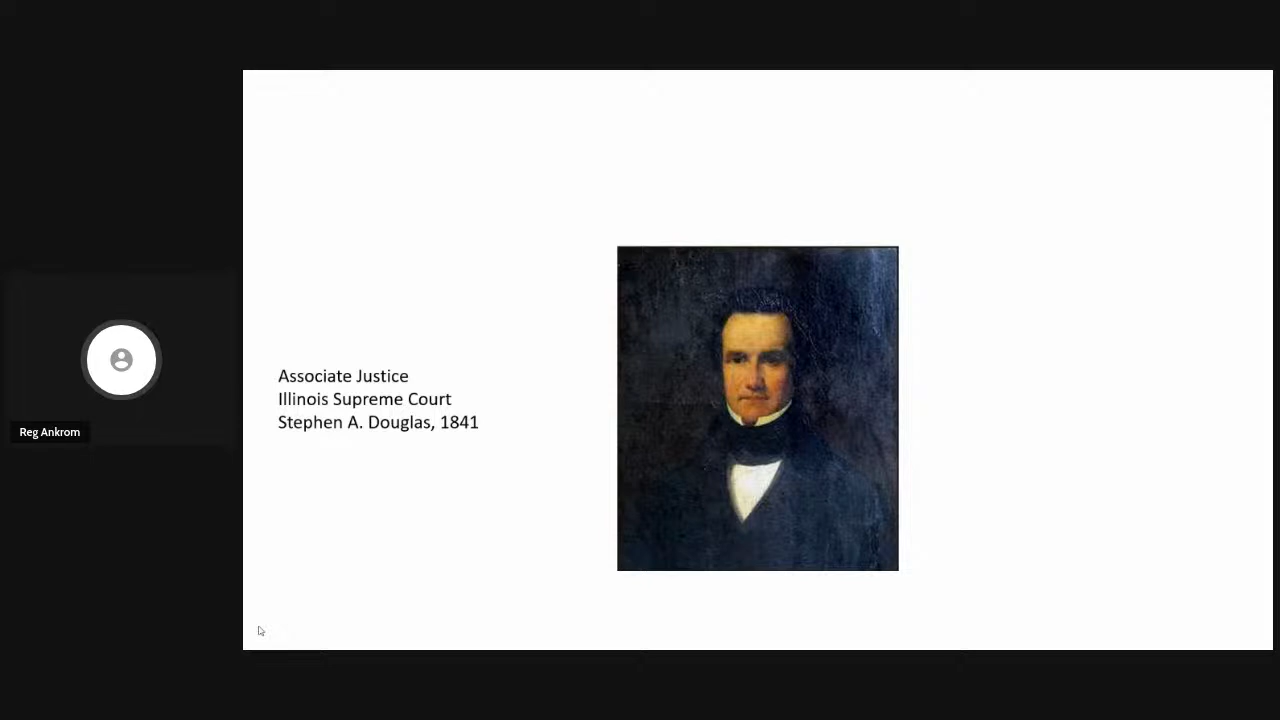 Associate Justice
Illinois Supreme Court
Stephen A. Douglas, 1841
Reg Ankrom